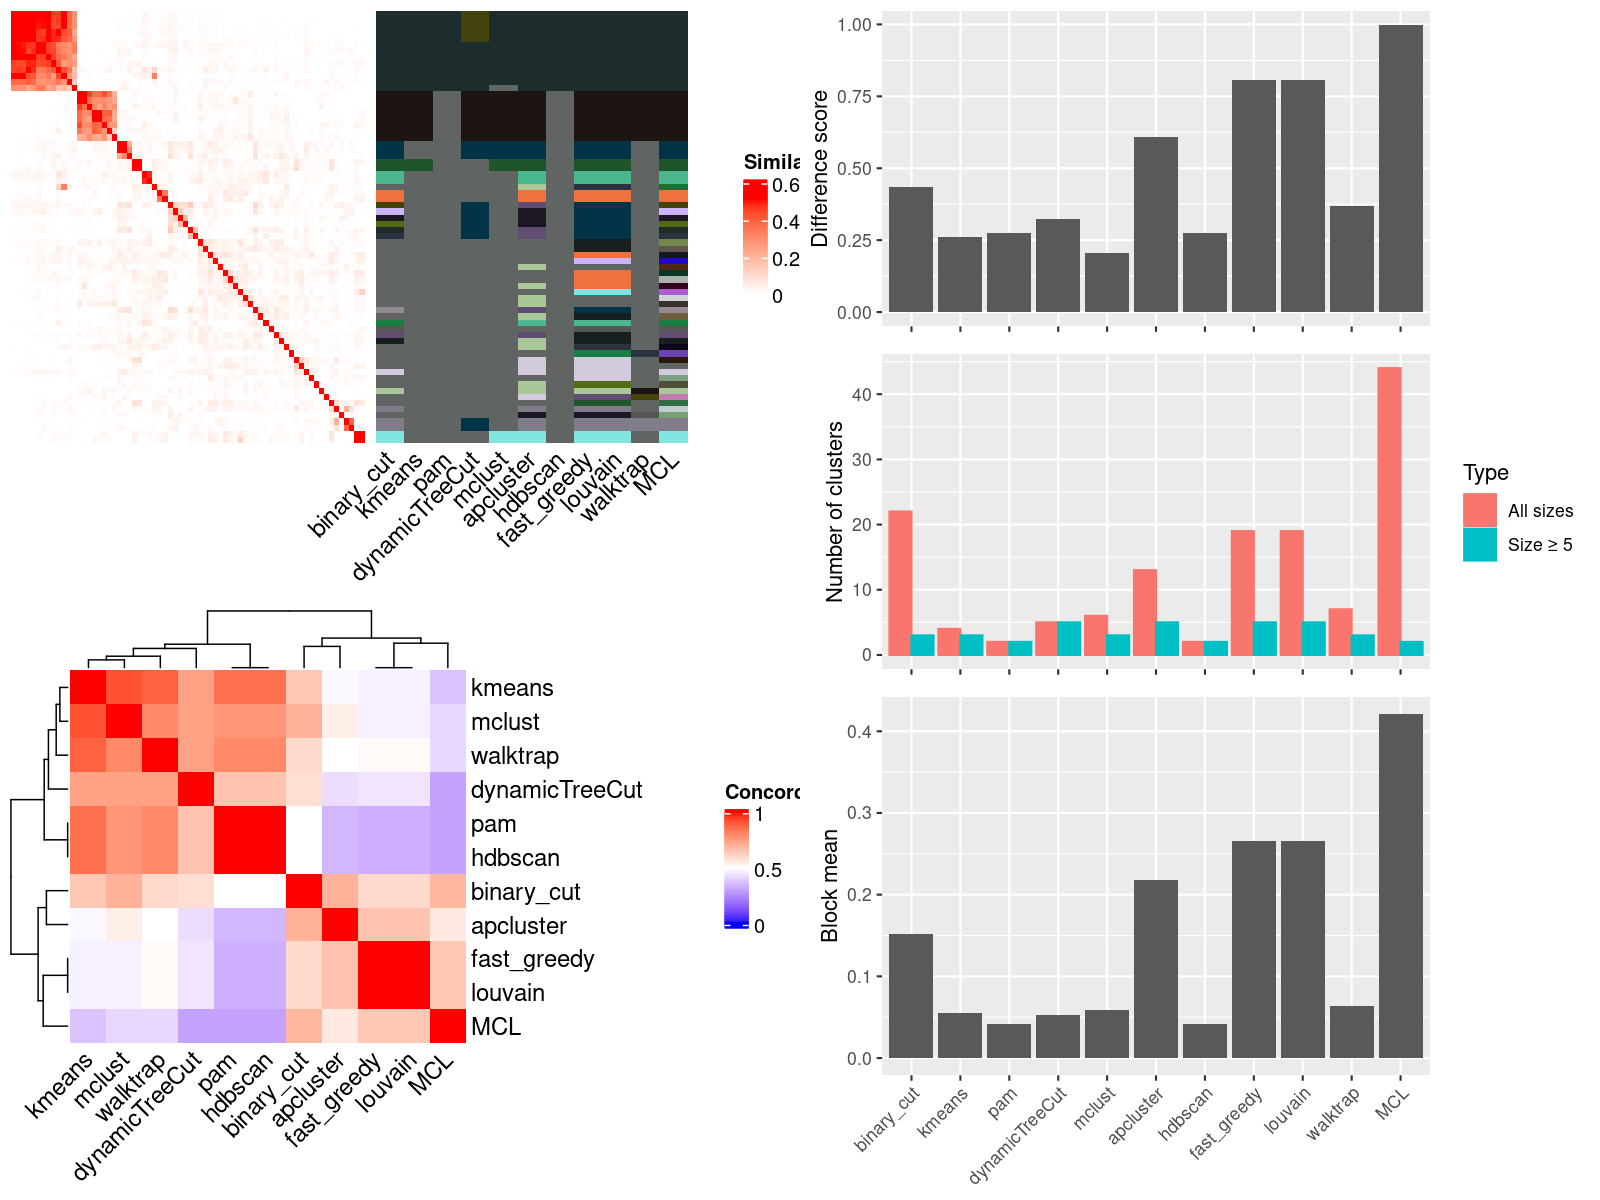 Simila
0.6
0.4
0.2
0
binary_cut
kmeans
pam
dynamicTreeCut
mclust
apcluster
hdbscan
fast_greedy
louvain
walktrap
MCL
kmeans
mclust
walktrap
dynamicTreeCut
pam
hdbscan
binary_cut
apcluster
fast_greedy
louvain
MCL
Concord
1
0.5
0
kmeans
mclust
walktrap
dynamicTreeCut
pam
hdbscan
binary_cut
apcluster
fast_greedy
louvain
MCL
Difference score
1.00
0.75
0.50
0.25
0.00
Number of clusters
40
30
20
10
0
Type
All sizes
Size ≥ 5
Block mean
0.4
0.3
0.2
0.1
0.0
binary_cut
kmeans
pam
dynamicTreeCut
mclust
apcluster
hdbscan
fast_greedy
louvain
walktrap
MCL